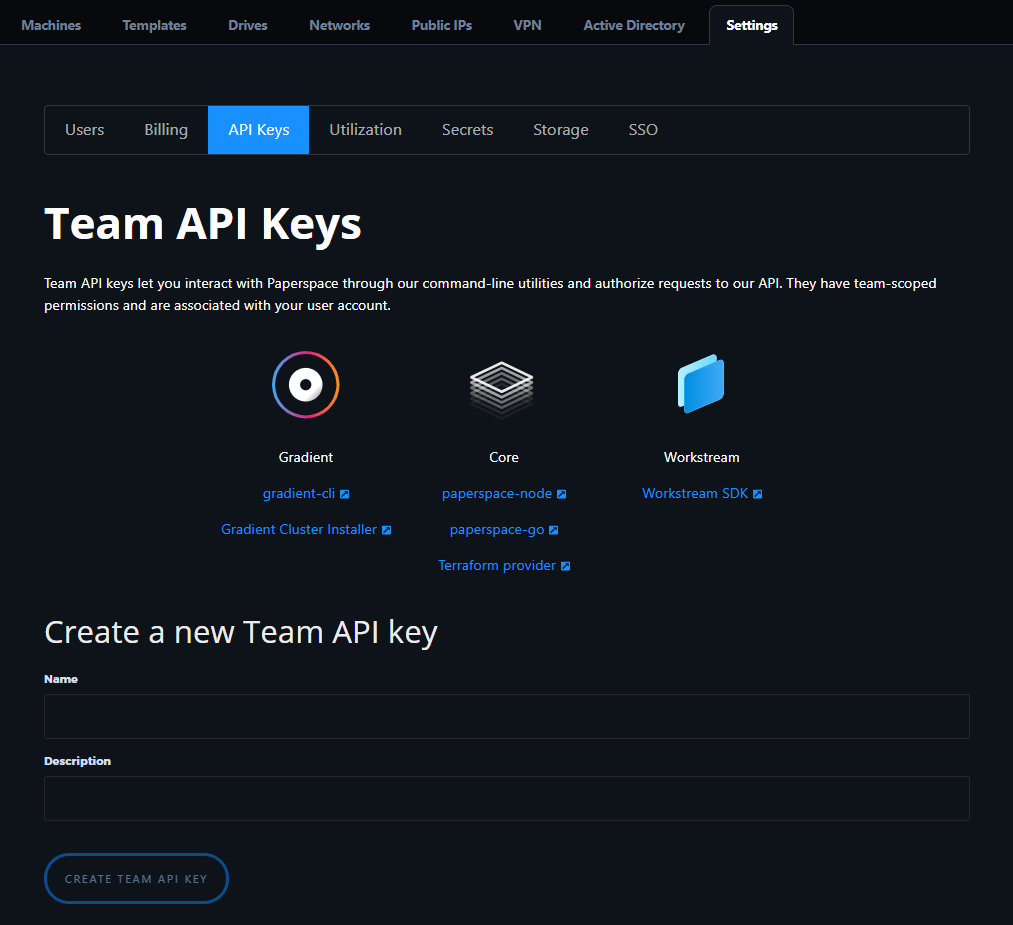 Machines Templates Drives Networks Public IPs VPN Active Directory Settings
Users Billing API Keys Utilization Secrets Storage SSO
Team API Keys
Team API keys let you interact with Paperspace through our command-line utilities and authorize requests to our API. They have team-scoped
permissions and are associated with your user account.
Gradient Core Workstream
gradient-cli paperspace-node Workstream SDK
Gradient Cluster Installer paperspace-go
Terraform provider
Create a new Team API key
Name
Description
CREATE TEAM API KEY